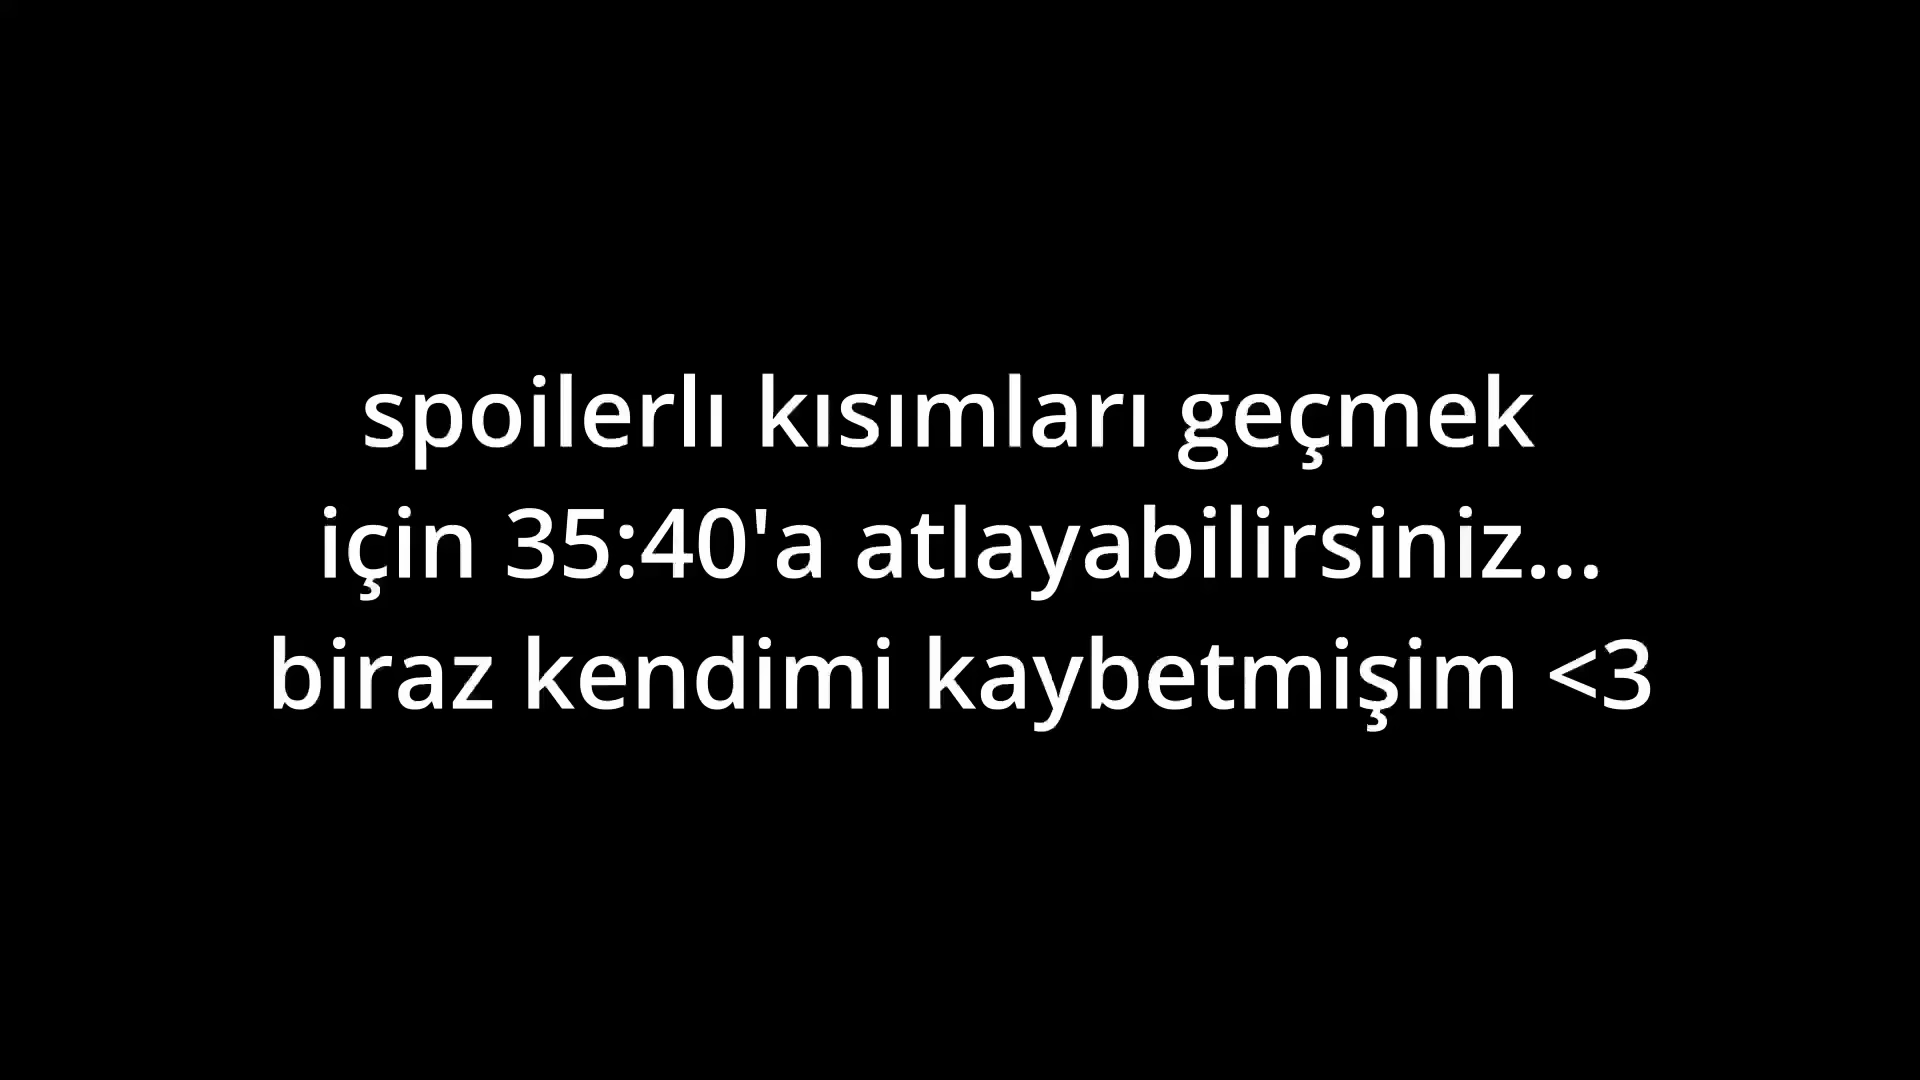 spoilerlı kısımları geçmek
için 35:40'a atlayabilirsiniz...
biraz kendimi kaybetmişim <3